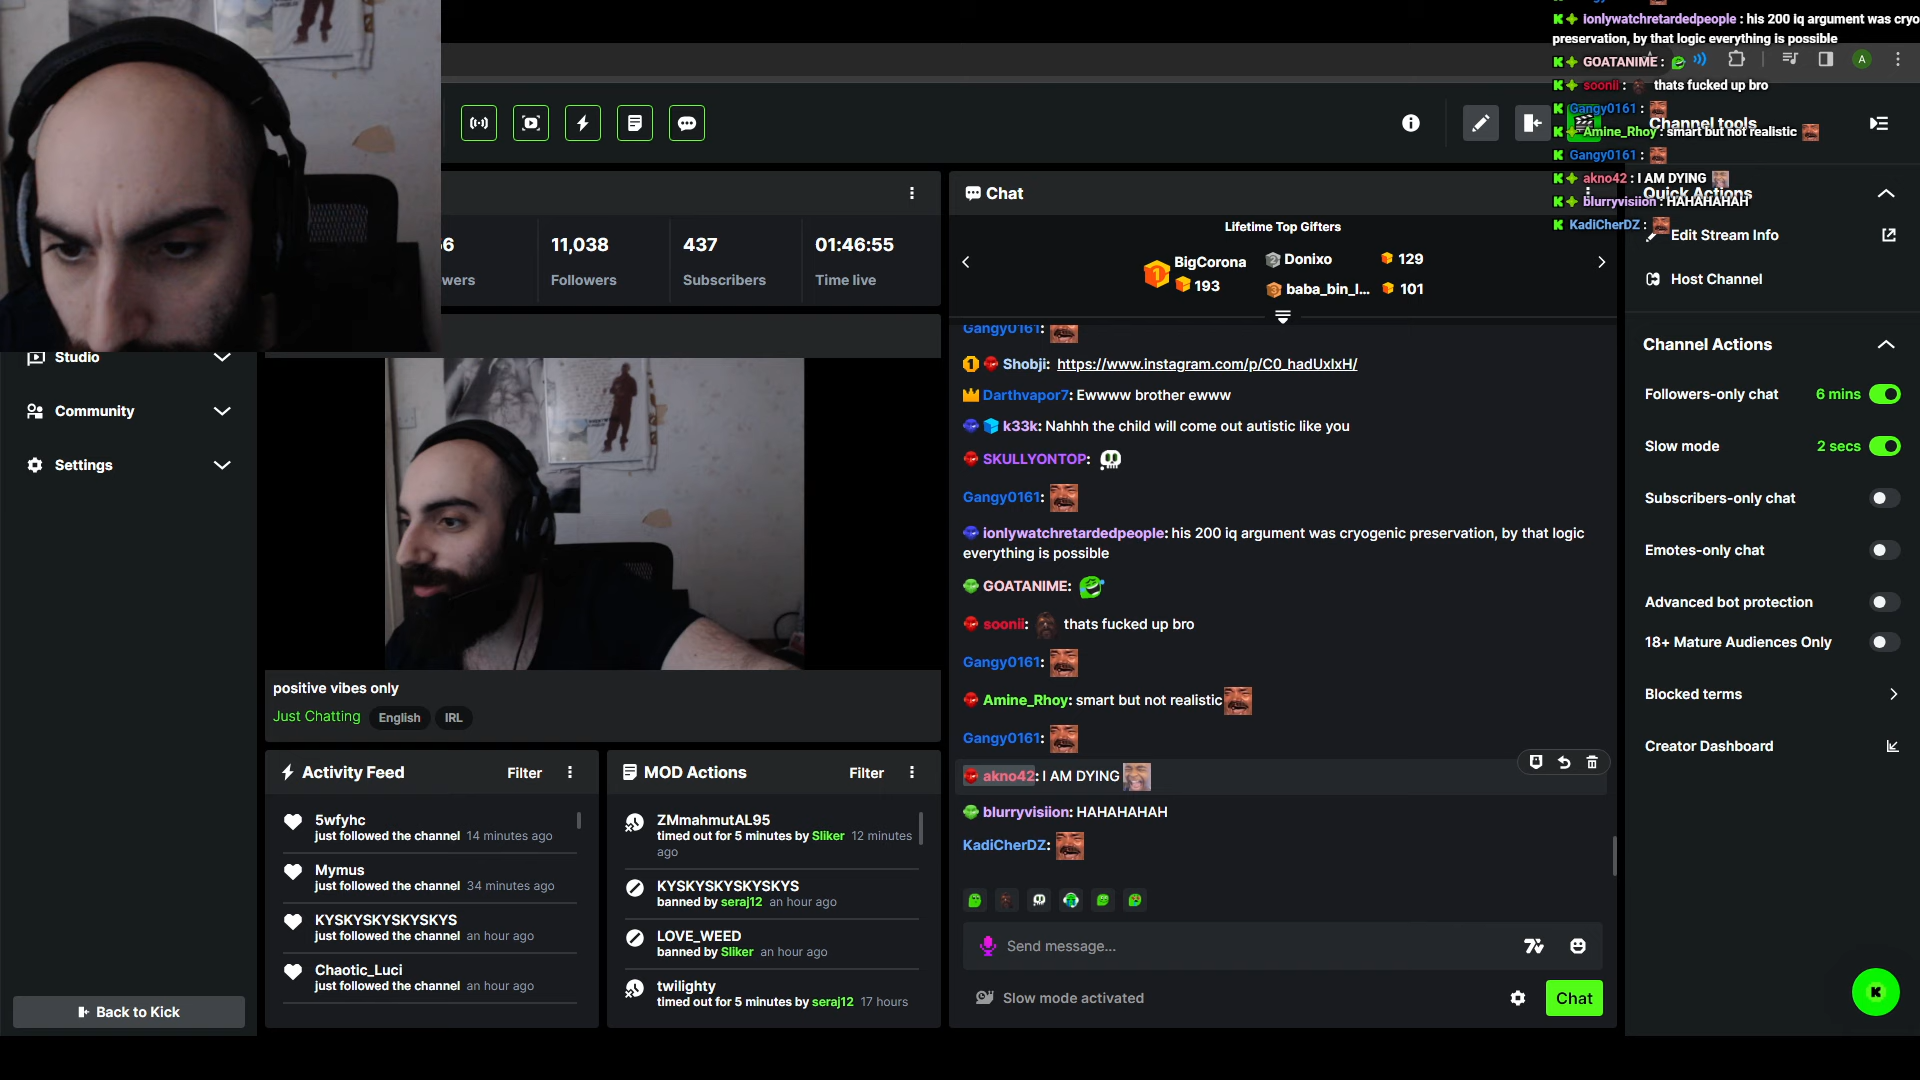 ionlywatchretardedpeople : his 200 iq argument was cryo
preservation, by that logic everything is possible
GOATANIME :
soonii : thats fucked up bro
Gangy0161 :
Amine_Rhoy : smart but not realistic
Gangy0161 :
akno42 : I AM DYING
blurryvisiion : HAHAHAHAH
KadiCherDZ :
A
Channel tools
Quick Actions
Edit Stream Info
Host Channel
Channel Actions
Followers-only chat 6 mins
Slow mode 2 secs
Subscribers-only chat
Emotes-only chat
Advanced bot protection
18+ Mature Audiences Only
Blocked terms
Creator Dashboard
6 11,038 437 01:46:55
wers Followers Subscribers Time live
Studio
Community
Settings
Back to Kick
positive vibes only
Just Chatting English IRL
Activity Feed Filter
5wfyhc
just followed the channel 14 minutes ago
Mymus
just followed the channel 34 minutes ago
KYSKYSKYSKYSKYS
just followed the channel an hour ago
Chaotic_Luci
just followed the channel an hour ago
MOD Actions Filter
ZMmahmutAL95
timed out for 5 minutes by Sliker 12 minutes
ago
KYSKYSKYSKYSKYS
banned by seraj12 an hour ago
LOVE_WEED
banned by Sliker an hour ago
twilighty
timed out for 5 minutes by seraj12 17 hours
Chat
Lifetime Top Gifters
1 BigCorona 193
2 Donixo 129
3 baba_bin_l... 101
Gangy0161:
1 Shobji: https://www.instagram.com/p/C0_hadUxIxH/
Darthvapor7: Ewwww brother ewww
k33k: Nahhh the child will come out autistic like you
SKULLYONTOP:
Gangy0161:
ionlywatchretardedpeople: his 200 iq argument was cryogenic preservation, by that logic
everything is possible
GOATANIME:
soonii: thats fucked up bro
Gangy0161:
Amine_Rhoy: smart but not realistic
Gangy0161:
akno42: I AM DYING
blurryvisiion: HAHAHAHAH
KadiCherDZ:
Send message...
Slow mode activated
Chat
K